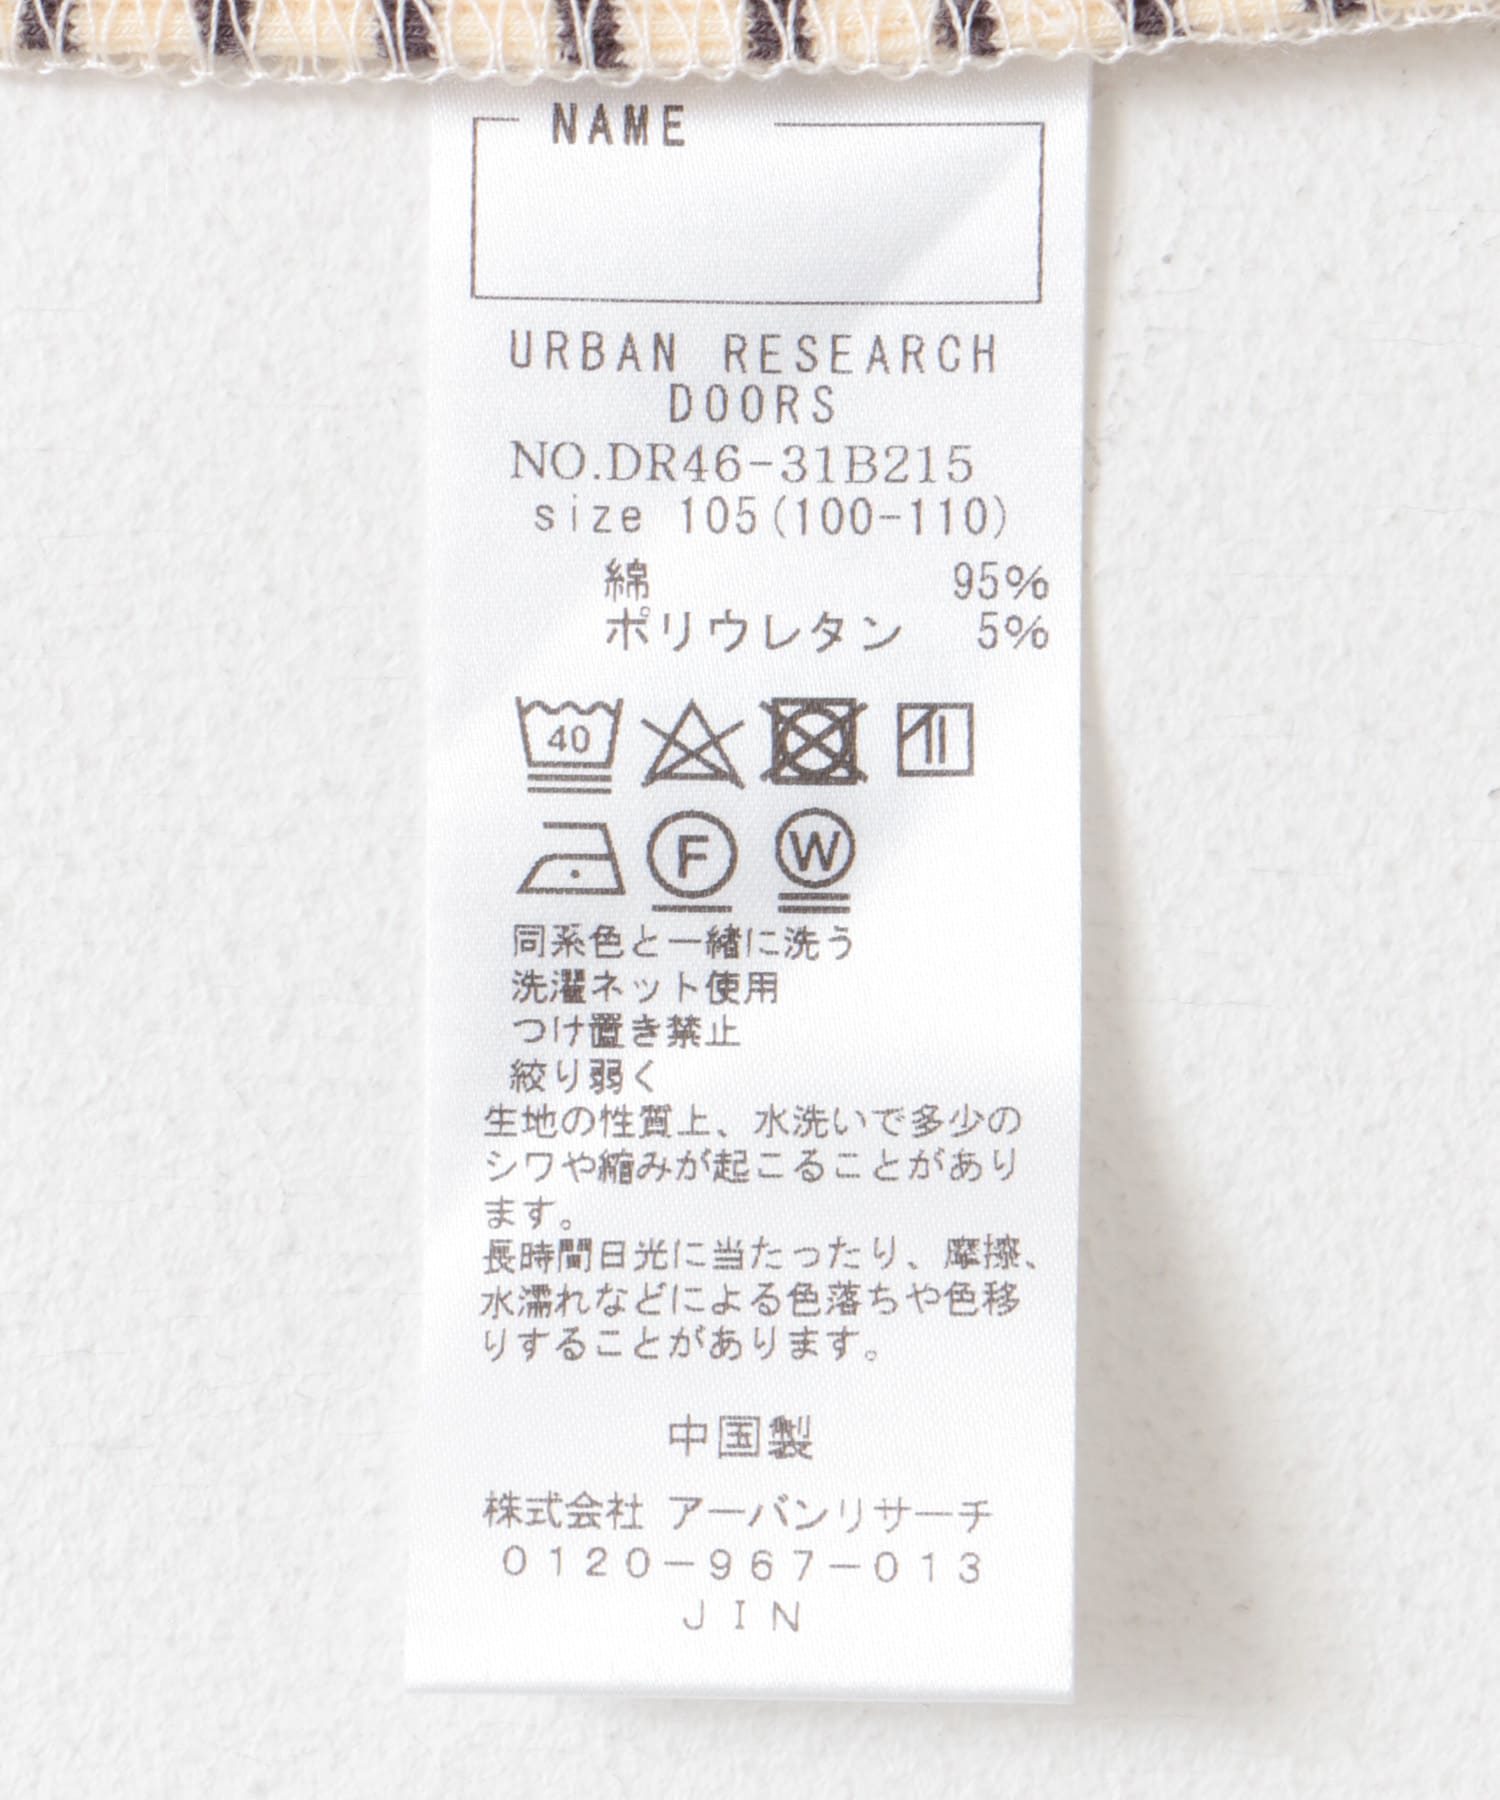 NAME
URBAN RESEARCH
DOORS
NO.DR46-31B215
size 105(100-110)
綿 95%
ポリウレタン 5%
40
F W
同系色と一緒に洗う
洗濯ネット使用
つけ置き禁止
絞り弱く
生地の性質上、水洗いで多少の
シワや縮みが起こることがあり
ます。
長時間日光に当たったり、摩擦、
水濡れなどによる色落ちや色移
りすることがあります。
中国製
株式会社 アーバンリサーチ
0120-967-013
JIN